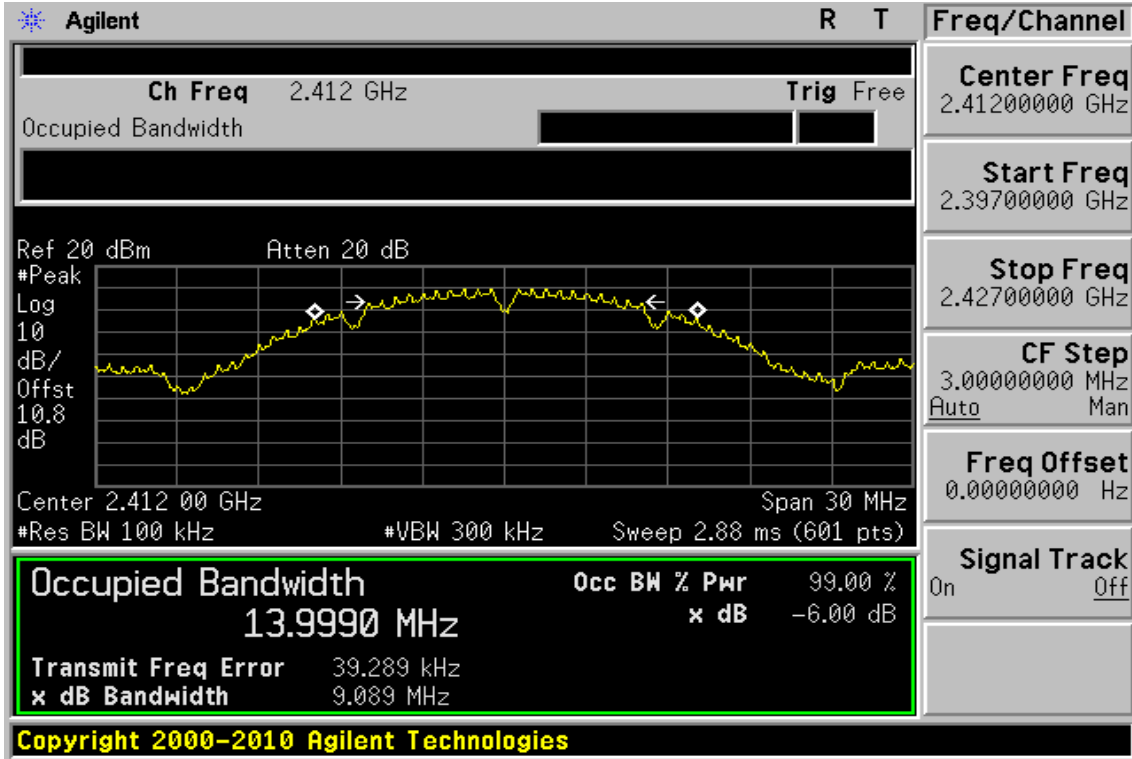 Agilent R T
Freq/Channel
Ch Freq 2.412 GHz Trig Free
Occupied Bandwidth
Center Freq
2.41200000 GHz
Start Freq
2.39700000 GHz
Stop Freq
2.42700000 GHz
CF Step
3.00000000 MHz
Auto Man
Freq Offset
0.00000000 Hz
Signal Track
On Off
Ref 20 dBm Atten 20 dB
#Peak
Log
10
dB/
Offst
10.8
dB
Center 2.412 00 GHz Span 30 MHz
#Res BW 100 kHz #VBW 300 kHz Sweep 2.88 ms (601 pts)
Occupied Bandwidth
13.9990 MHz
Occ BW % Pwr 99.00 %
x dB -6.00 dB
Transmit Freq Error 39.289 kHz
x dB Bandwidth 9.089 MHz
Copyright 2000-2010 Agilent Technologies